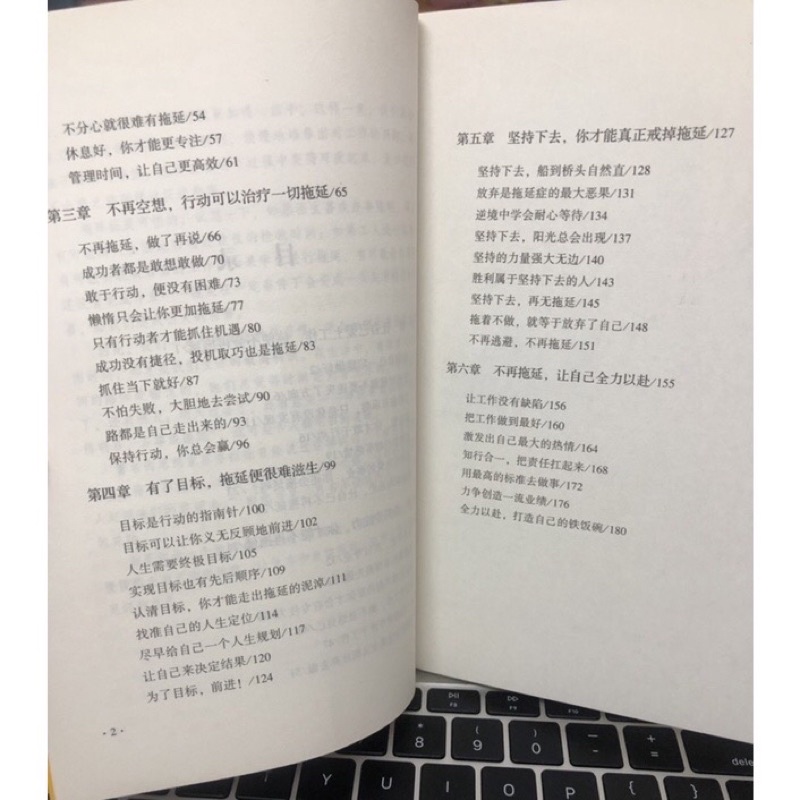 不分心就很难有拖延/54
休息好，你才能更专注/57
管理时间，让自己更高效/61
第三章 不再空想，行动可以治疗一切拖延/65
不再拖延，做了再说/66
成功者都是敢想敢做/70
敢于行动，便没有困难/73
懒惰只会让你更加拖延/77
只有行动者才能抓住机遇/80
成功没有捷径，投机取巧也是拖延/83
抓住当下就好/87
不怕失败，大胆地去尝试/90
路都是自己走出来的/93
保持行动，你总会赢/96
第四章 有了目标，拖延便很难滋生/99
目标是行动的指南针/100
目标可以让你义无反顾地前进/102
人生需要终极目标/105
实现目标也有先后顺序/109
认清目标，你才能走出拖延的泥淖/111
找准自己的人生定位/114
尽早给自己一个人生规划/117
让自己来决定结果/120
为了目标，前进！/124
·2·
第五章 坚持下去，你才能真正戒掉拖延/127
坚持下去，船到桥头自然直/128
放弃是拖延症的最大恶果/131
逆境中学会耐心等待/134
坚持下去，阳光总会出现/137
坚持的力量强大无边/140
胜利属于坚持下去的人/143
坚持下去，再无拖延/145
拖着不做，就等于放弃了自己/148
不再逃避，不再拖延/151
第六章 不再拖延，让自己全力以赴/155
让工作没有缺陷/156
把工作做到最好/160
激发出自己最大的热情/164
知行合一，把责任扛起来/168
用最高的标准去做事/172
力争创造一流业绩/176
全力以赴，打造自己的铁饭碗/180
F8 F9 F10 F11 F12
* ( )
8 9 0 delete
Y U I O P